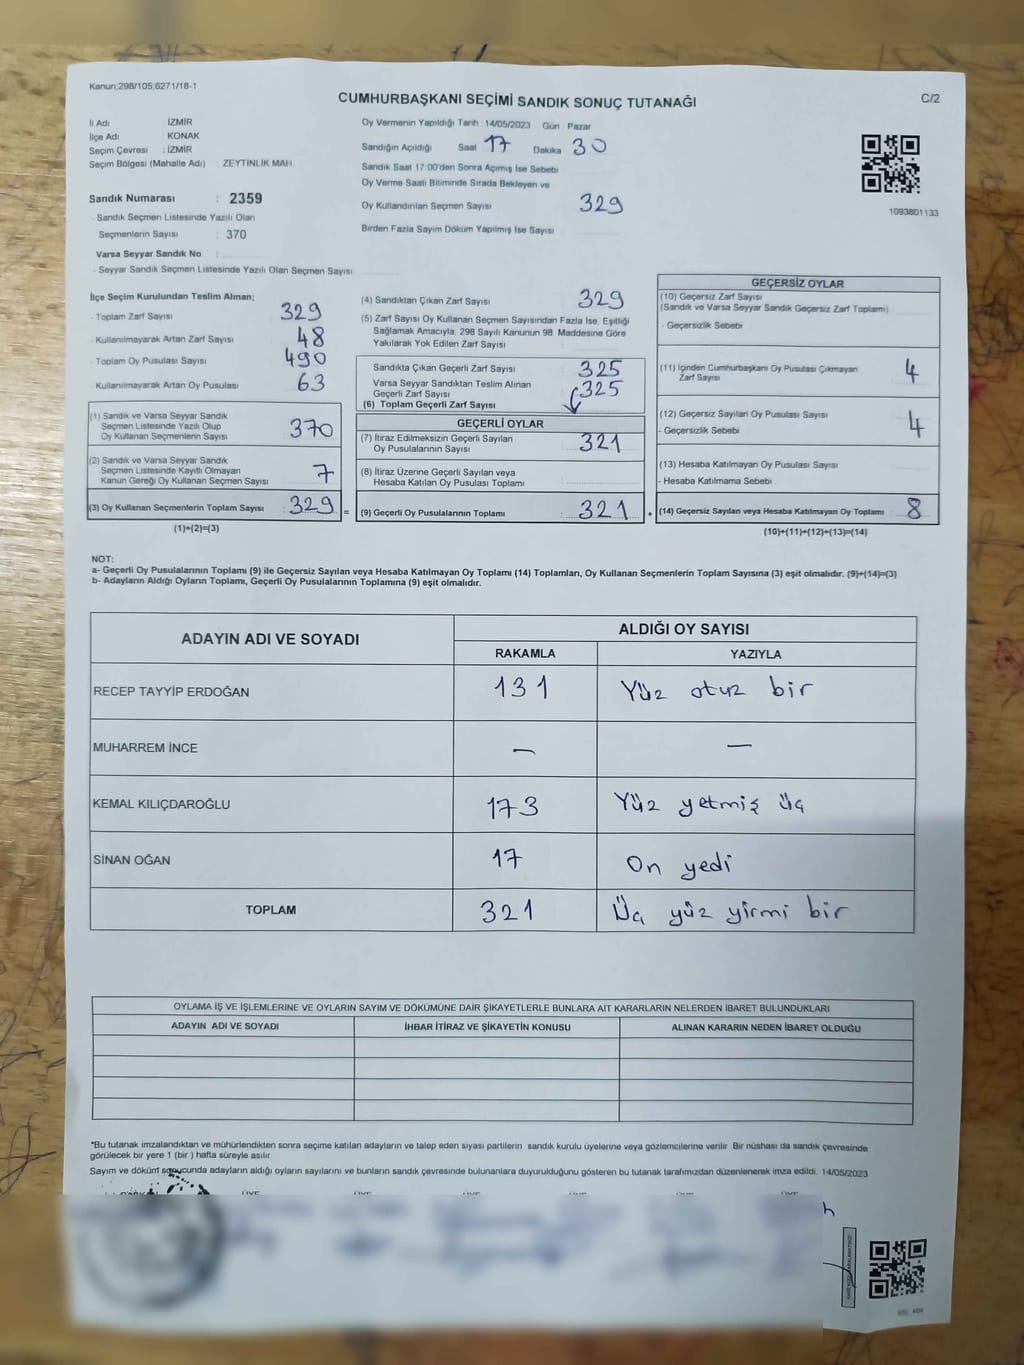 Kanun;298/105;6271/18-1
CUMHURBAŞKANI SEÇİMİ SANDIK SONUÇ TUTANAĞI
C/2
İli Adı : İZMİR
İlçe Adı : KONAK
Seçim Çevresi : İZMİR
Seçim Bölgesi (Mahalle Adı) : ZEYTİNLİK MAH.
Sandık Numarası : 2359
- Sandık Seçmen Listesinde Yazılı Olan
Seçmenlerin Sayısı : 370
Varsa Seyyar Sandık No :
- Seyyar Sandık Seçmen Listesinde Yazılı Olan Seçmen Sayısı
Oy Vermenin Yapıldığı Tarih 14/05/2023 Gün Pazar
Sandığın Açıldığı Saat 17 Dakika 30
Sandık Saat 17:00'den Sonra Açımış İse Sebebi
Oy Verme Saati Bitiminde Sırada Bekleyen ve
Oy Kullandırılan Seçmen Sayısı 329
Birden Fazla Sayım Döküm Yapılmış İse Sayısı
1093801133
İlçe Seçim Kurulundan Teslim Alınan;
- Toplam Zarf Sayısı : 329
- Kullanılmayarak Artan Zarf Sayısı : 48
- Toplam Oy Pusulası Sayısı : 490
- Kullanılmayarak Artan Oy Pusulası : 63
(1) Sandık ve Varsa Seyyar Sandık
Seçmen Listesinde Yazılı Olup
Oy Kullanan Seçmenlerin Sayısı : 370
(2) Sandık ve Varsa Seyyar Sandık
Seçmen Listesinde Kayıtlı Olmayan
Kanun Gereği Oy Kullanan Seçmen Sayısı : 7
(3) Oy Kullanan Seçmenlerin Toplam Sayısı : 329 =
(1)+(2)=(3)
(4) Sandıktan Çıkan Zarf Sayısı 329
(5) Zarf Sayısı Oy Kullanan Seçmen Sayısından Fazla İse, Eşitliği
Sağlamak Amacıyla, 298 Sayılı Kanunun 98. Maddesine Göre
Yakılarak Yok Edilen Zarf Sayısı
Sandıkta Çıkan Geçerli Zarf Sayısı 325
Varsa Seyyar Sandıktan Teslim Alınan
Geçerli Zarf Sayısı 325
(6) Toplam Geçerli Zarf Sayısı
GEÇERLİ OYLAR
(7) İtiraz Edilmeksizin Geçerli Sayılan
Oy Pusulalarının Sayısı 321
(8) İtiraz Üzerine Geçerli Sayılan veya
Hesaba Katılan Oy Pusulası Toplamı
(9) Geçerli Oy Pusulalarının Toplamı 321 +
GEÇERSİZ OYLAR
(10) Geçersiz Zarf Sayısı
(Sandık ve Varsa Seyyar Sandık Geçersiz Zarf Toplamı)
- Geçersizlik Sebebi
(11) İçinden Cumhurbaşkanı Oy Pusulası Çıkmayan
Zarf Sayısı 4
(12) Geçersiz Sayılan Oy Pusulası Sayısı 4
- Geçersizlik Sebebi
(13) Hesaba Katılmayan Oy Pusulası Sayısı
- Hesaba Katılmama Sebebi
(14) Geçersiz Sayılan veya Hesaba Katılmayan Oy Toplamı 8
(10)+(11)+(12)+(13)=(14)
NOT:
a- Geçerli Oy Pusulalarının Toplamı (9) ile Geçersiz Sayılan veya Hesaba Katılmayan Oy Toplamı (14) Toplamları, Oy Kullanan Seçmenlerin Toplam Sayısına (3) eşit olmalıdır. (9)+(14)=(3)
b- Adayların Aldığı Oyların Toplamı, Geçerli Oy Pusulalarının Toplamına (9) eşit olmalıdır.
ADAYIN ADI VE SOYADI
ALDIĞI OY SAYISI
RAKAMLA YAZIYLA
RECEP TAYYİP ERDOĞAN 131 Yüz otuz bir
MUHARREM İNCE — —
KEMAL KILIÇDAROĞLU 173 Yüz yetmiş üç
SİNAN OĞAN 17 On yedi
TOPLAM 321 Üç yüz yirmi bir
OYLAMA İŞ VE İŞLEMLERİNE VE OYLARIN SAYIM VE DÖKÜMÜNE DAİR ŞİKAYETLERLE BUNLARA AİT KARARLARIN NELERDEN İBARET BULUNDUKLARI
ADAYIN ADI VE SOYADI İHBAR İTİRAZ VE ŞİKAYETİN KONUSU ALINAN KARARIN NEDEN İBARET OLDUĞU
*Bu tutanak imzalandıktan ve mühürlendikten sonra seçime katılan adayların ve talep eden siyasi partilerin sandık kurulu üyelerine veya gözlemcilerine verilir. Bir nüshası da sandık çevresinde
görülecek bir yere 1 (bir ) hafta süreyle asılır.
Sayım ve döküm sonucunda adayların aldığı oyların sayılarını ve bunların sandık çevresinde bulunanlara duyurulduğunu gösteren bu tutanak tarafımızdan düzenlenerek imza edildi. 14/05/2023